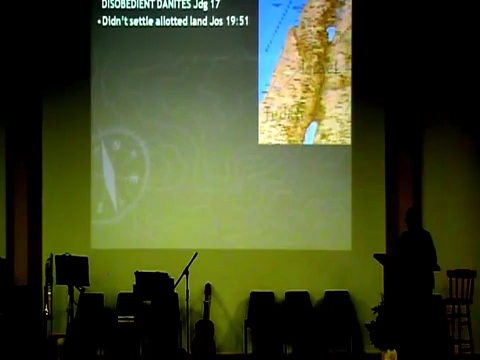 DISOBEDIENT DANITES Jdg 17
• Didn't settle allotted land Jos 19:51